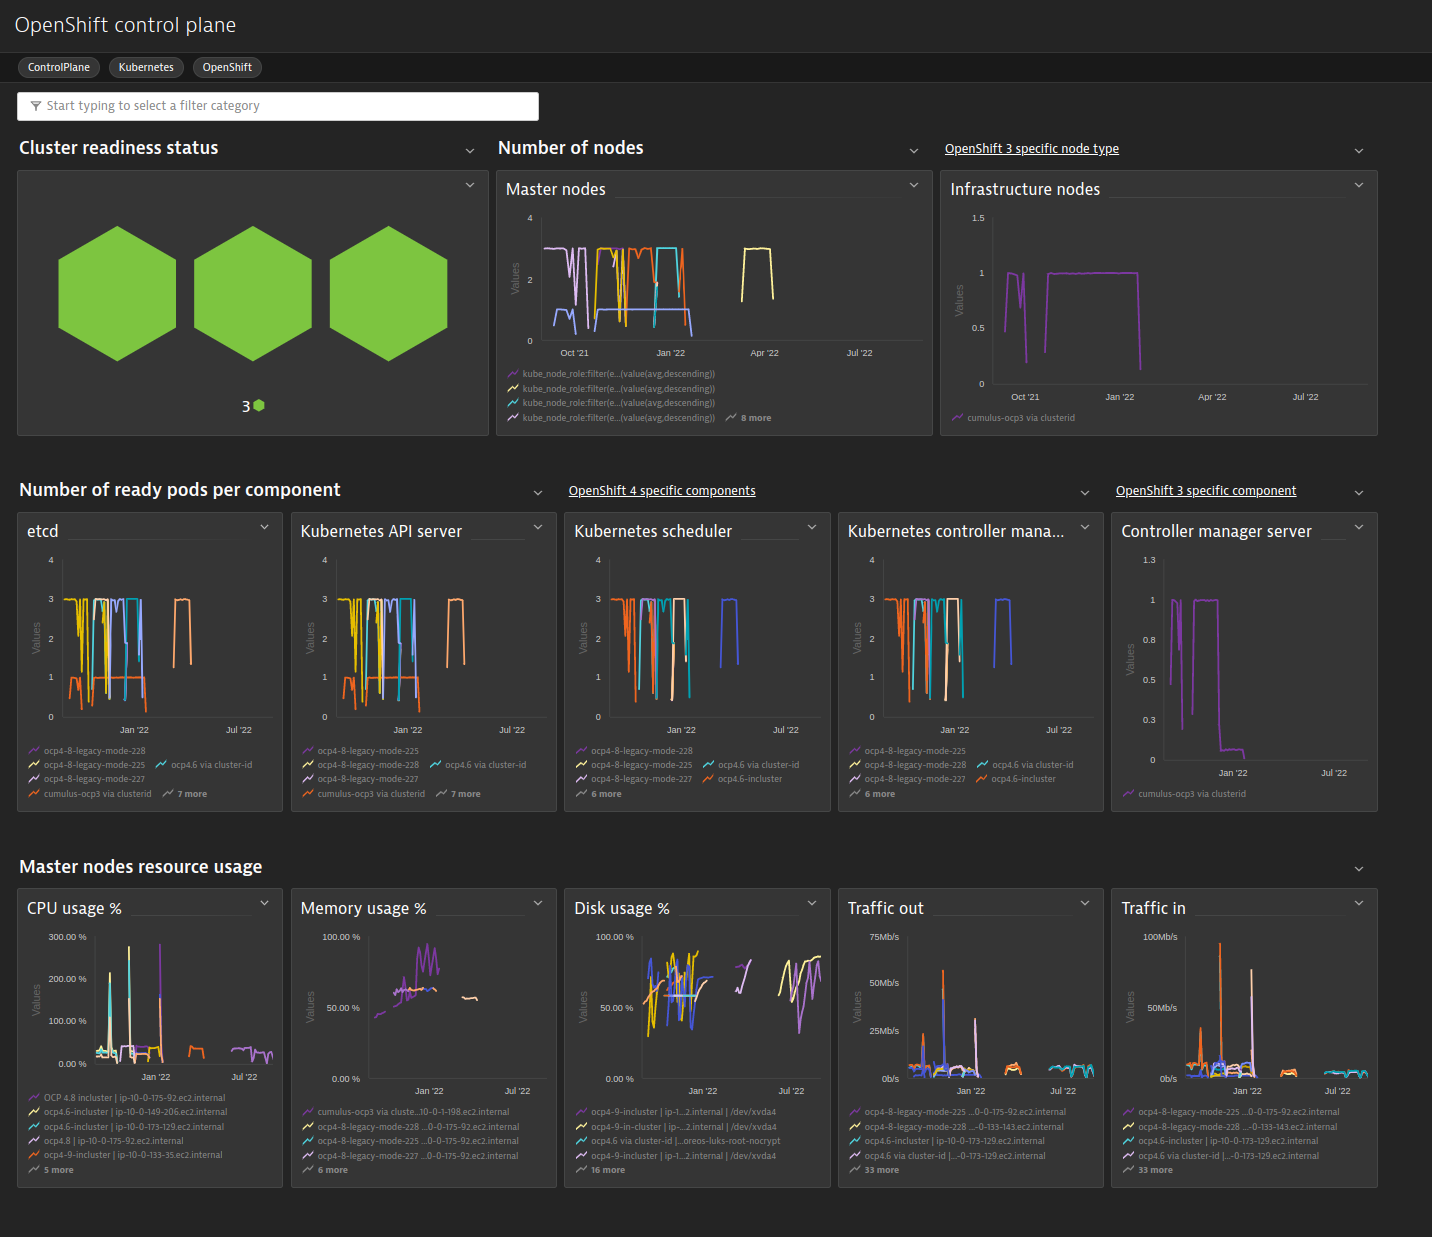 OpenShift control plane
ControlPlane Kubernetes OpenShift
Start typing to select a filter category
Cluster readiness status
3
Number of nodes
OpenShift 3 specific node type
Master nodes
Values
4
2
0
Oct '21 Jan '22 Apr '22 Jul '22
kube_node_role:filter(e...(value(avg,descending))
kube_node_role:filter(e...(value(avg,descending))
kube_node_role:filter(e...(value(avg,descending))
kube_node_role:filter(e...(value(avg,descending)) 8 more
Infrastructure nodes
Values
1.5
1
0.5
0
Oct '21 Jan '22 Apr '22 Jul '22
cumulus-ocp3 via clusterid
Number of ready pods per component
OpenShift 4 specific components
OpenShift 3 specific component
etcd
Values
4
3
2
1
0
Jan '22 Jul '22
ocp4-8-legacy-mode-228
ocp4-8-legacy-mode-225 ocp4.6 via cluster-id
ocp4-8-legacy-mode-227
cumulus-ocp3 via clusterid 7 more
Kubernetes API server
Values
4
3
2
1
0
Jan '22 Jul '22
ocp4-8-legacy-mode-225
ocp4-8-legacy-mode-228 ocp4.6 via cluster-id
ocp4-8-legacy-mode-227
cumulus-ocp3 via clusterid 7 more
Kubernetes scheduler
Values
4
3
2
1
0
Jan '22 Jul '22
ocp4-8-legacy-mode-228
ocp4-8-legacy-mode-225 ocp4.6 via cluster-id
ocp4-8-legacy-mode-227 ocp4.6-incluster
6 more
Kubernetes controller mana...
Values
4
3
2
1
0
Jan '22 Jul '22
ocp4-8-legacy-mode-225
ocp4-8-legacy-mode-228 ocp4.6 via cluster-id
ocp4-8-legacy-mode-227 ocp4.6-incluster
6 more
Controller manager server
Values
1.3
1
0.8
0.5
0.3
0
Jan '22 Jul '22
cumulus-ocp3 via clusterid
Master nodes resource usage
CPU usage %
Values
300.00 %
200.00 %
100.00 %
0.00 %
Jan '22 Jul '22
OCP 4.8 incluster | ip-10-0-175-92.ec2.internal
ocp4.6-incluster | ip-10-0-149-206.ec2.internal
ocp4.6-incluster | ip-10-0-173-129.ec2.internal
ocp4.8 | ip-10-0-175-92.ec2.internal
ocp4-9-incluster | ip-10-0-133-35.ec2.internal
5 more
Memory usage %
Values
100.00 %
50.00 %
0.00 %
Jan '22 Jul '22
cumulus-ocp3 via cluste...10-0-1-198.ec2.internal
ocp4-8-legacy-mode-228 ...0-0-175-92.ec2.internal
ocp4-8-legacy-mode-225 ...0-0-175-92.ec2.internal
ocp4-8-legacy-mode-227 ...0-0-175-92.ec2.internal
6 more
Disk usage %
Values
100.00 %
50.00 %
0.00 %
Jan '22 Jul '22
ocp4-9-incluster | ip-1...2.internal | /dev/xvda4
ocp4-9-in-cluster | ip-...2.internal | /dev/xvda4
ocp4.6 via cluster-id |...oreos-luks-root-nocrypt
ocp4-9-incluster | ip-1...2.internal | /dev/xvda4
16 more
Traffic out
Values
75Mb/s
50Mb/s
25Mb/s
0b/s
Jan '22 Jul '22
ocp4-8-legacy-mode-225 ...0-0-175-92.ec2.internal
ocp4-8-legacy-mode-228 ...-0-133-143.ec2.internal
ocp4.6-incluster | ip-10-0-173-129.ec2.internal
ocp4.6 via cluster-id |...-0-173-129.ec2.internal
33 more
Traffic in
Values
100Mb/s
50Mb/s
0b/s
Jan '22 Jul '22
ocp4-8-legacy-mode-225 ...0-0-175-92.ec2.internal
ocp4-8-legacy-mode-228 ...-0-133-143.ec2.internal
ocp4.6-incluster | ip-10-0-173-129.ec2.internal
ocp4.6 via cluster-id |...-0-173-129.ec2.internal
33 more